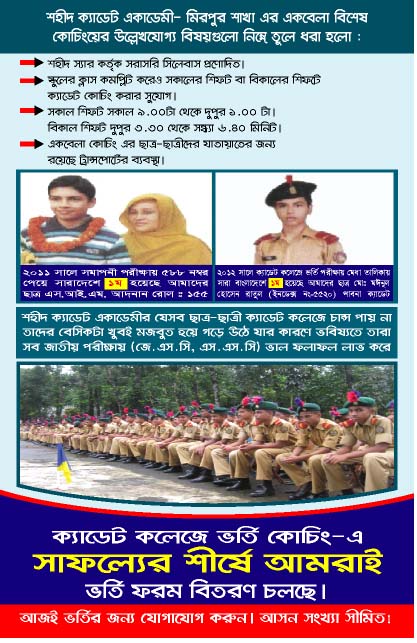 শহীদ ক্যাডেট একাডেমী- মিরপুর শাখা এর একবেলা বিশেষ
কোচিংয়ের উল্লেখযোগ্য বিষয়গুলো নিম্নে তুলে ধরা হলো :
শহীদ স্যার কর্তৃক সরাসরি সিলেবাস প্রণোদিত।
স্কুলের ক্লাস কমপ্লিট করেও সকালের শিফট বা বিকালের শিফটে
ক্যাডেট কোচিং করার সুযোগ।
সকাল শিফট সকাল ৯.০০টা থেকে দুপুর ১.০০ টা।
বিকাল শিফট দুপুর ৩.৩০ থেকে সন্ধ্যা ৬.৪০ মিনিট।
একবেলা কোচিং এর ছাত্র-ছাত্রীদের যাতায়াতের জন্য
রয়েছে ট্রান্সপোর্টের ব্যবস্থা।
২০১১ সালে সমাপনী পরীক্ষায় ৫৮৮ নম্বর
পেয়ে সারাদেশে ১ম হয়েছে আমাদের
ছাত্র এস.আই.এম. আদনান রোল : ১৫৫
২০১২ সালে ক্যাডেট কলেজে ভর্তি পরীক্ষায় মেধা তালিকায়
সারা বাংলাদেশে ১ম হয়েছে আমাদের ছাত্র মোঃ মঈনুল
হোসেন রাতুল (ইনডেক্স নং-৫৫২০) পাবনা ক্যাডেট
শহীদ ক্যাডেট একাডেমীর যেসব ছাত্র-ছাত্রী ক্যাডেট কলেজে চান্স পায় না
তাদের বেসিকটা খুবই মজবুত হয়ে গড়ে উঠে যার কারণে ভবিষ্যতে তারা
সব জাতীয় পরীক্ষায় (জে.এস.সি, এস.এস.সি) ভাল ফলাফল লাভ করে
ক্যাডেট কলেজে ভর্তি কোচিং-এ
সাফল্যের শীর্ষে আমরাই
ভর্তি ফরম বিতরণ চলছে।
আজই ভর্তির জন্য যোগাযোগ করুন। আসন সংখ্যা সীমিত।